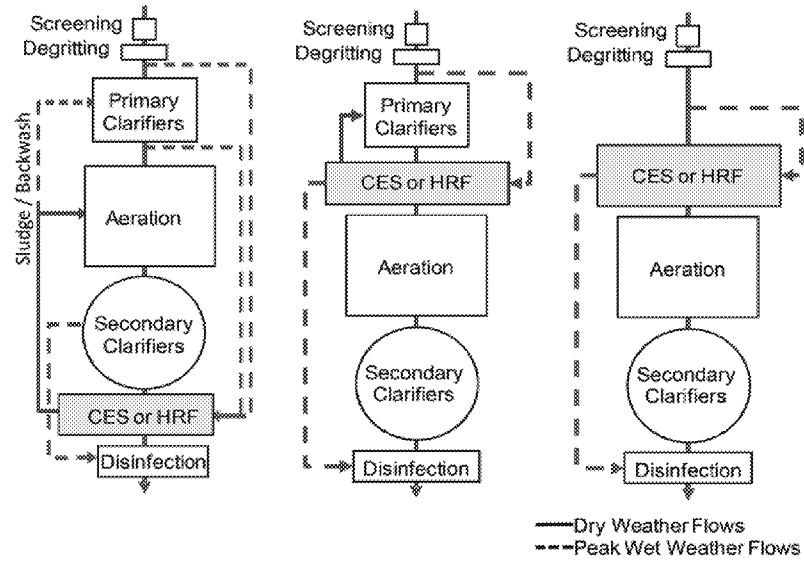 Screening
Degritting
Primary
Clarifiers
Sludge / Backwash
Aeration
Secondary
Clarifiers
CES or HRF
Disinfection
Screening
Degritting
Primary
Clarifiers
CES or HRF
Aeration
Secondary
Clarifiers
Disinfection
Screening
Degritting
CES or HRF
Aeration
Secondary
Clarifiers
Disinfection
Dry Weather Flows
Peak Wet Weather Flows